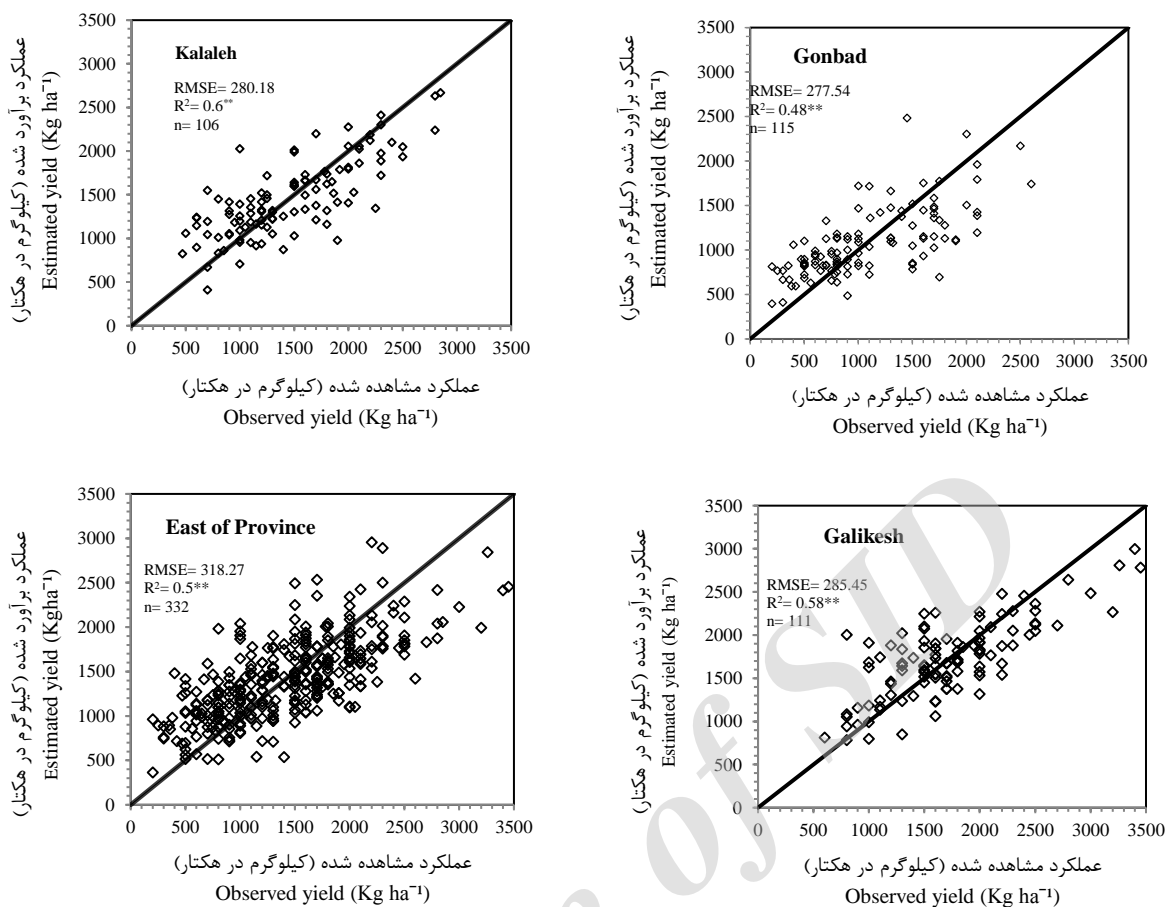 Kalaleh
RMSE= 280.18
R²= 0.6**
n= 106
3500
3000
2500
2000
1500
1000
500
0
0 500 1000 1500 2000 2500 3000 3500
عملکرد برآورد شده (کیلوگرم در هکتار)
Estimated yield (Kg ha⁻¹)
عملکرد مشاهده شده (کیلوگرم در هکتار)
Observed yield (Kg ha⁻¹)
Gonbad
RMSE= 277.54
R²= 0.48**
n= 115
3500
3000
2500
2000
1500
1000
500
0
0 500 1000 1500 2000 2500 3000 3500
عملکرد برآورد شده (کیلوگرم در هکتار)
Estimated yield (Kg ha⁻¹)
عملکرد مشاهده شده (کیلوگرم در هکتار)
Observed yield (Kg ha⁻¹)
East of Province
RMSE= 318.27
R²= 0.5**
n= 332
3500
3000
2500
2000
1500
1000
500
0
0 500 1000 1500 2000 2500 3000 3500
عملکرد برآورد شده (کیلوگرم در هکتار)
Estimated yield (Kgha⁻¹)
عملکرد مشاهده شده (کیلوگرم در هکتار)
Observed yield (Kg ha⁻¹)
Galikesh
RMSE= 285.45
R²= 0.58**
n= 111
3500
3000
2500
2000
1500
1000
500
0
0 500 1000 1500 2000 2500 3000 3500
عملکرد برآورد شده (کیلوگرم در هکتار)
Estimated yield (Kg ha⁻¹)
عملکرد مشاهده شده (کیلوگرم در هکتار)
Observed yield (Kg ha⁻¹)
of SID